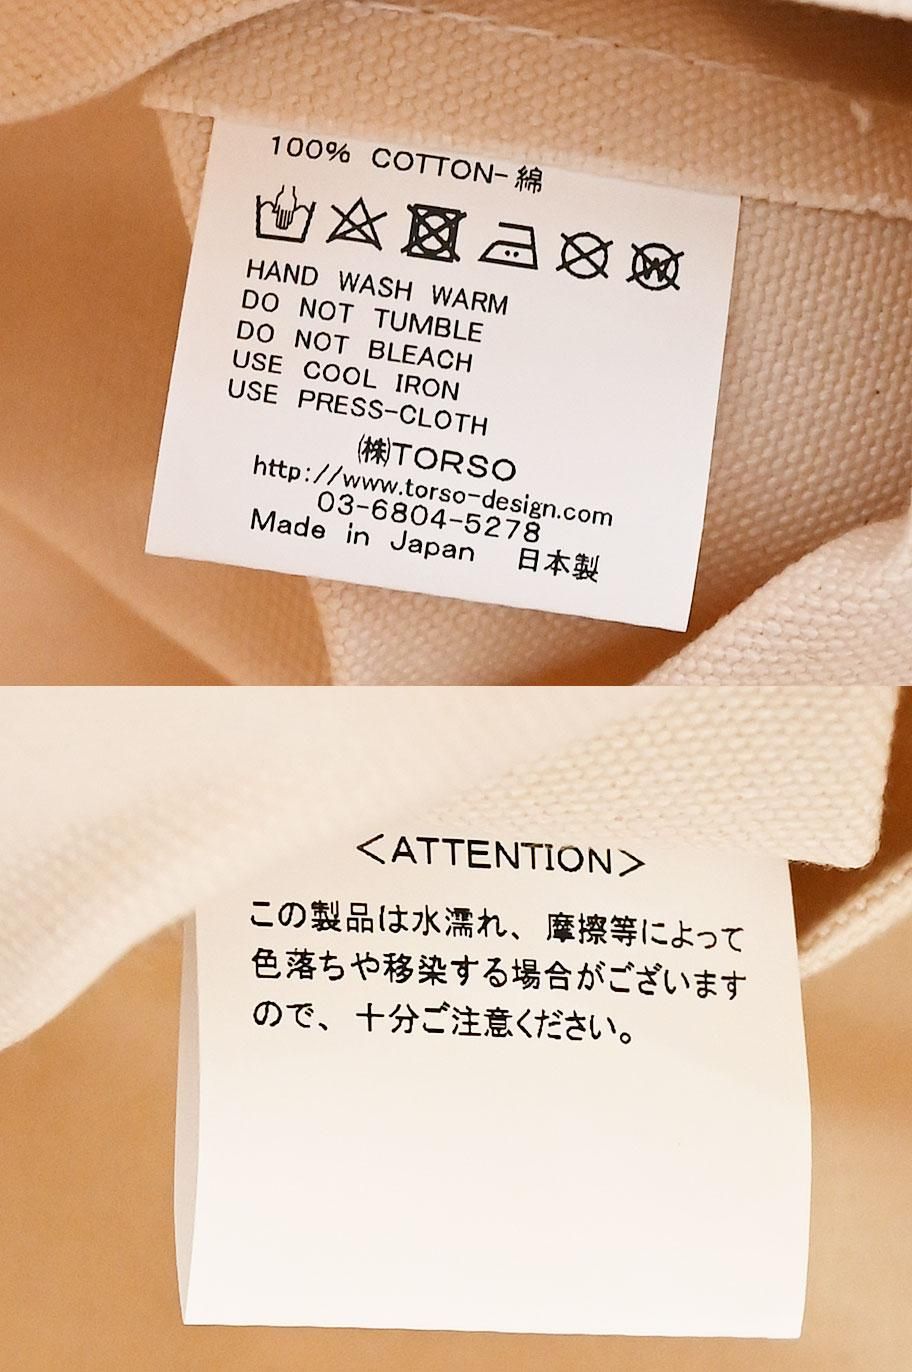 100% COTTON-綿
HAND WASH WARM
DO NOT TUMBLE
DO NOT BLEACH
USE COOL IRON
USE PRESS-CLOTH
㈱TORSO
http://www.torso-design.com
03-6804-5278
Made in Japan 日本製
<ATTENTION>
この製品は水濡れ、摩擦等によって
色落ちや移染する場合がございます
ので、十分ご注意ください。